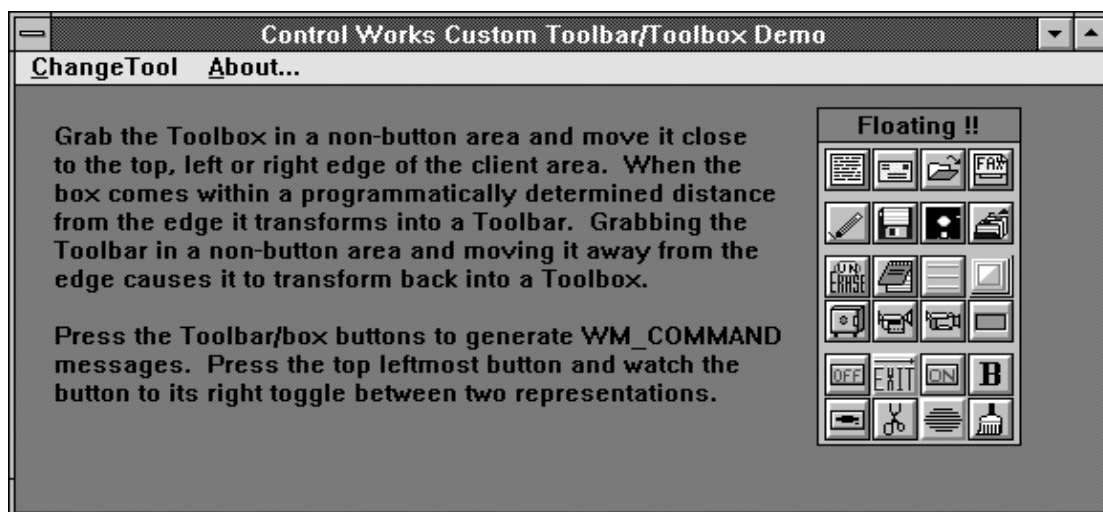 Control Works Custom Toolbar/Toolbox Demo
ChangeTool About...
Grab the Toolbox in a non-button area and move it close
to the top, left or right edge of the client area. When the
box comes within a programmatically determined distance
from the edge it transforms into a Toolbar. Grabbing the
Toolbar in a non-button area and moving it away from the
edge causes it to transform back into a Toolbox.
Press the Toolbar/box buttons to generate WM_COMMAND
messages. Press the top leftmost button and watch the
button to its right toggle between two representations.
Floating !!
FAX
UN
ERASE
OFF EXIT ON B